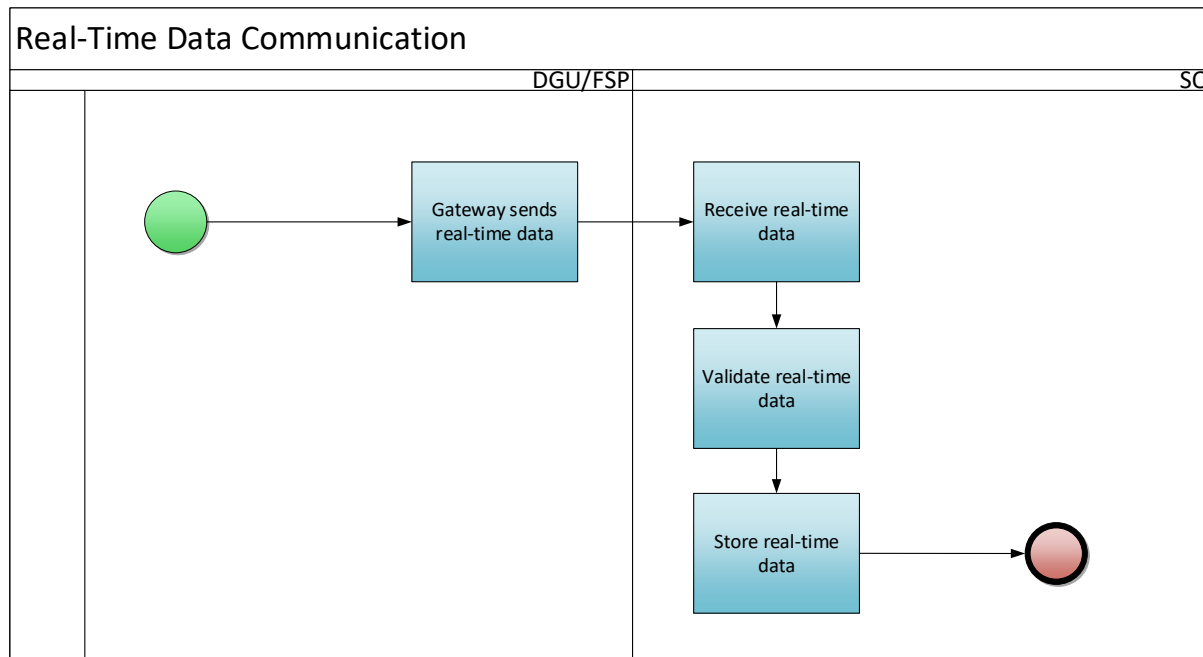 Real-Time Data Communication
DGU/FSP
SO
Gateway sends
real-time data
Receive real-time
data
Validate real-time
data
Store real-time
data